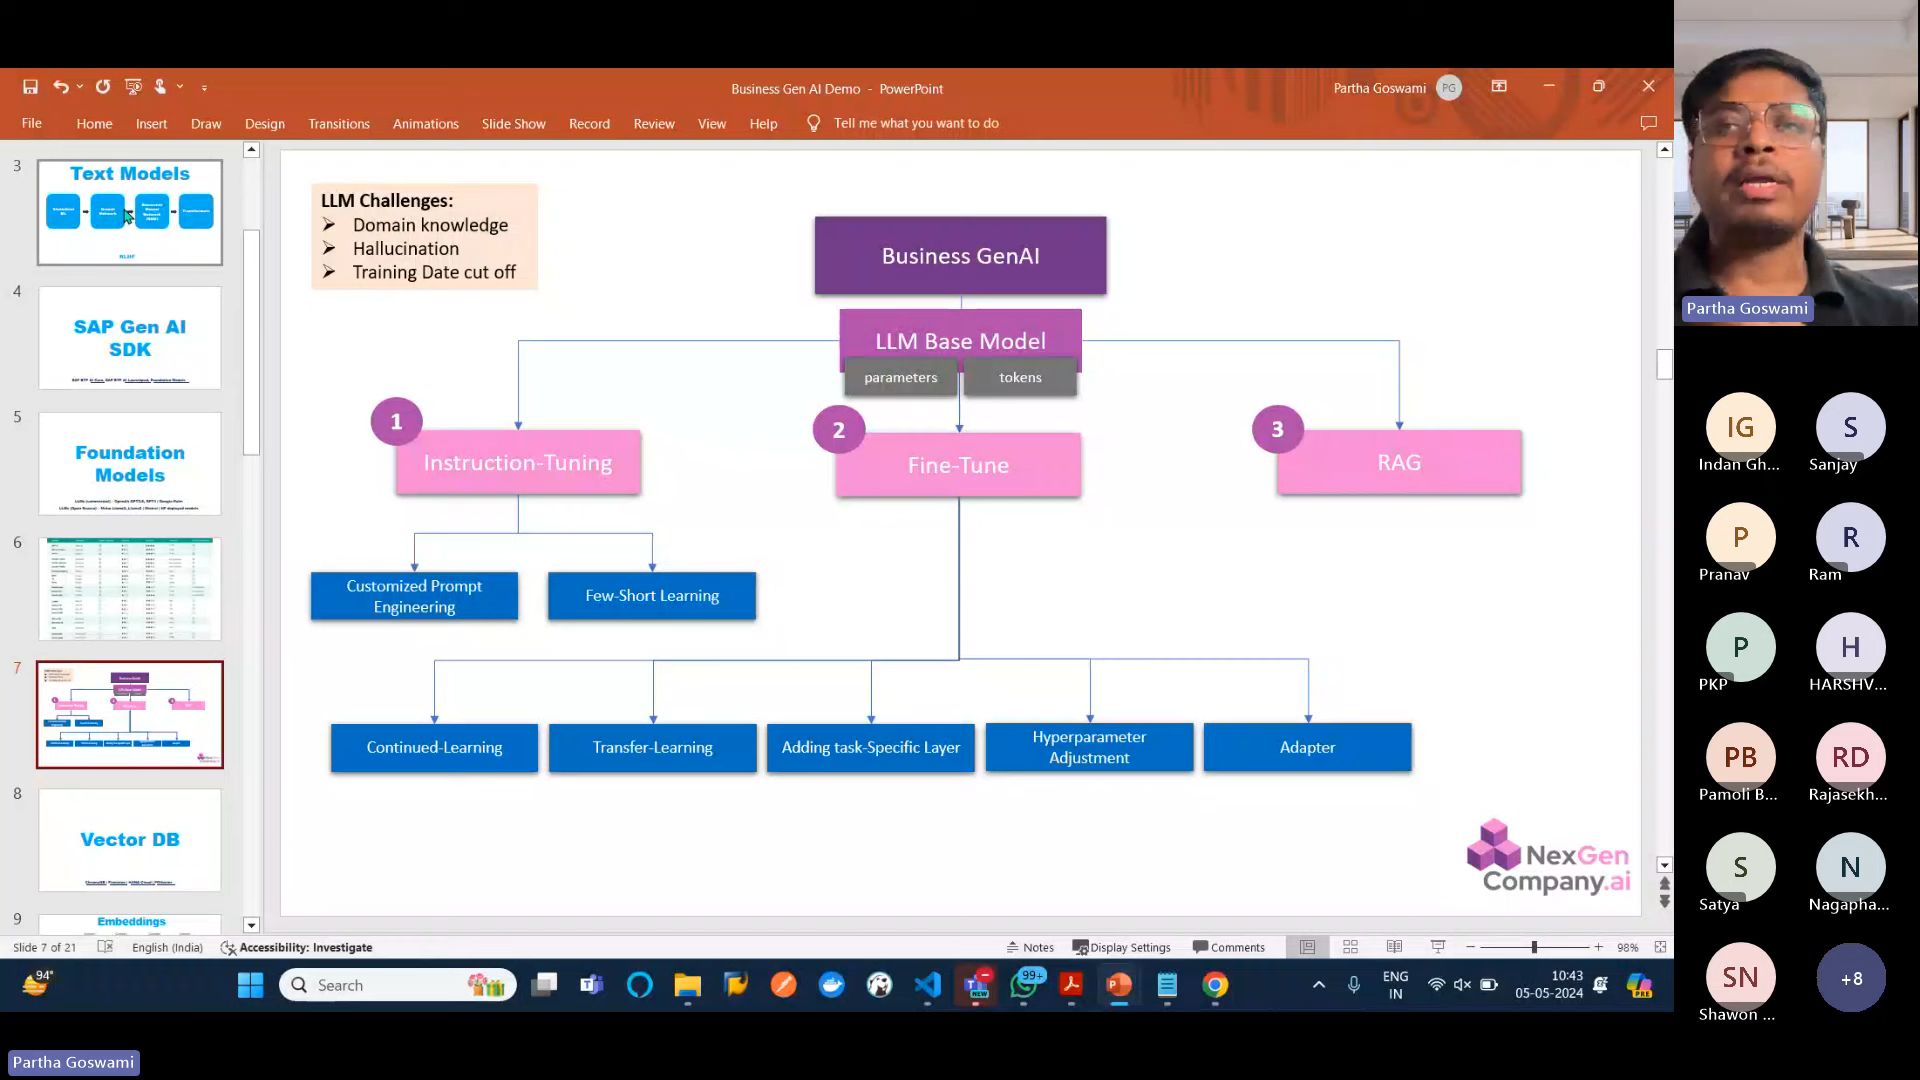 Business Gen AI Demo - PowerPoint
Partha Goswami
PG
File
Home
Insert
Draw
Design
Transitions
Animations
Slide Show
Record
Review
View
Help
Tell me what you want to do
3
Text Models
4
SAP Gen AI
SDK
5
Foundation
Models
6
7
8
Vector DB
9
Embeddings
LLM Challenges:
Domain knowledge
Hallucination
Training Date cut off
Business GenAI
LLM Base Model
parameters
tokens
1
Instruction-Tuning
2
Fine-Tune
3
RAG
Customized Prompt
Engineering
Few-Short Learning
Continued-Learning
Transfer-Learning
Adding task-Specific Layer
Hyperparameter
Adjustment
Adapter
NexGen
Company.ai
Slide 7 of 21
English (India)
Accessibility: Investigate
Notes
Display Settings
Comments
98%
94°
Search
NEW
99+
ENG
IN
10:43
05-05-2024
PRE
Partha Goswami
Partha Goswami
IG
Indan Gh...
S
Sanjay
P
Pranav
R
Ram
P
PKP
H
HARSHV...
PB
Pamoli B...
RD
Rajasekh...
S
Satya
N
Nagapha...
SN
Shawon ...
+8